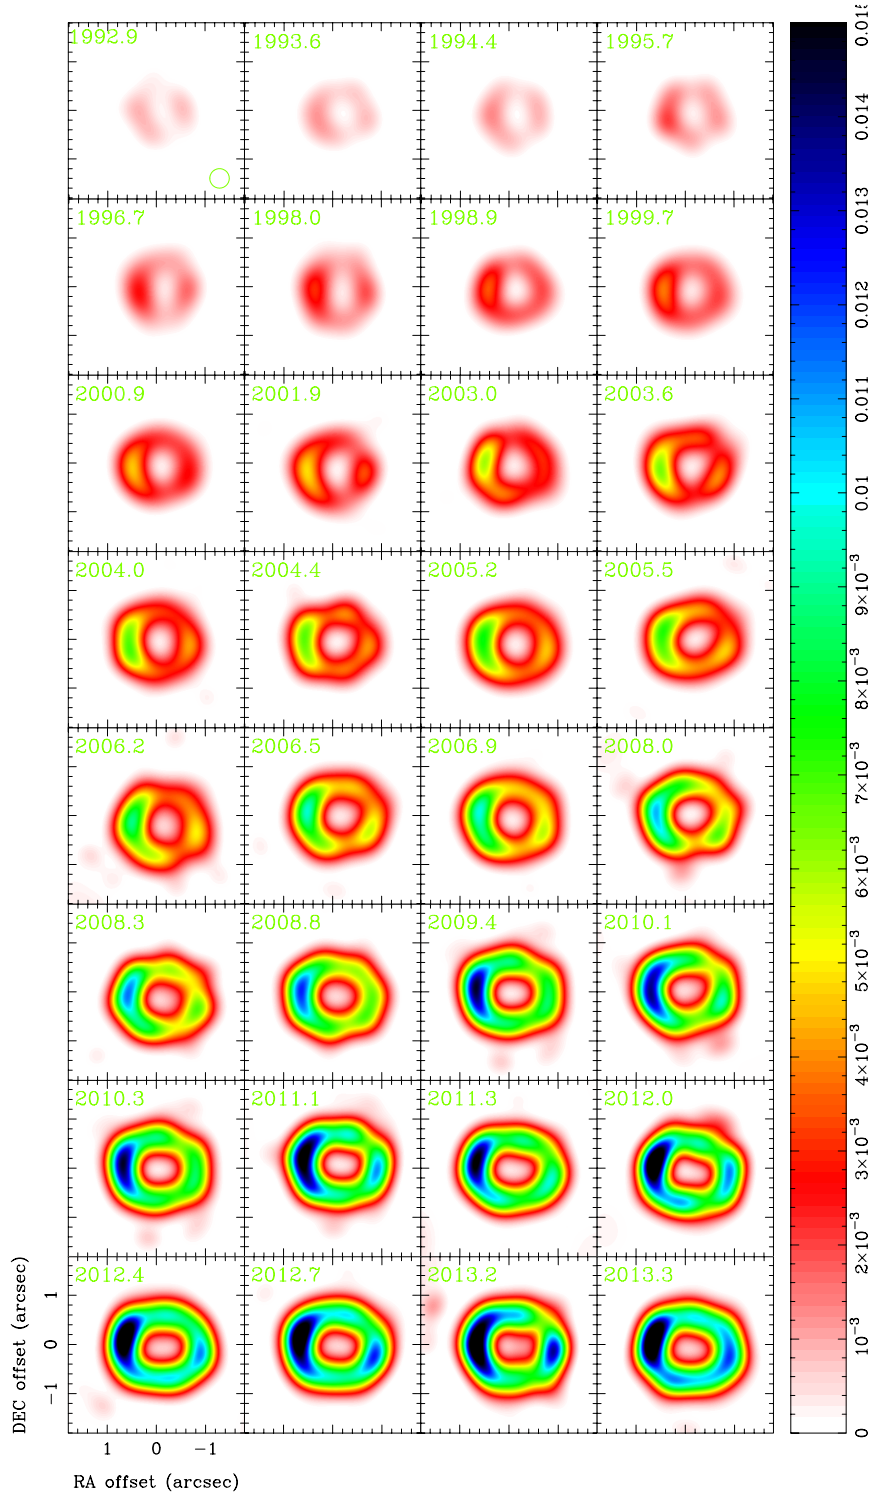 1992.9 1993.6 1994.4 1995.7
1996.7 1998.0 1998.9 1999.7
2000.9 2001.9 2003.0 2003.6
2004.0 2004.4 2005.2 2005.5
2006.2 2006.5 2006.9 2008.0
2008.3 2008.8 2009.4 2010.1
2010.3 2011.1 2011.3 2012.0
2012.4 2012.7 2013.2 2013.3
DEC offset (arcsec)
1
0
−1
1 0 −1
RA offset (arcsec)
0.014
0.013
0.012
0.011
0.01
9×10⁻³
8×10⁻³
7×10⁻³
6×10⁻³
5×10⁻³
4×10⁻³
3×10⁻³
2×10⁻³
10⁻³
0